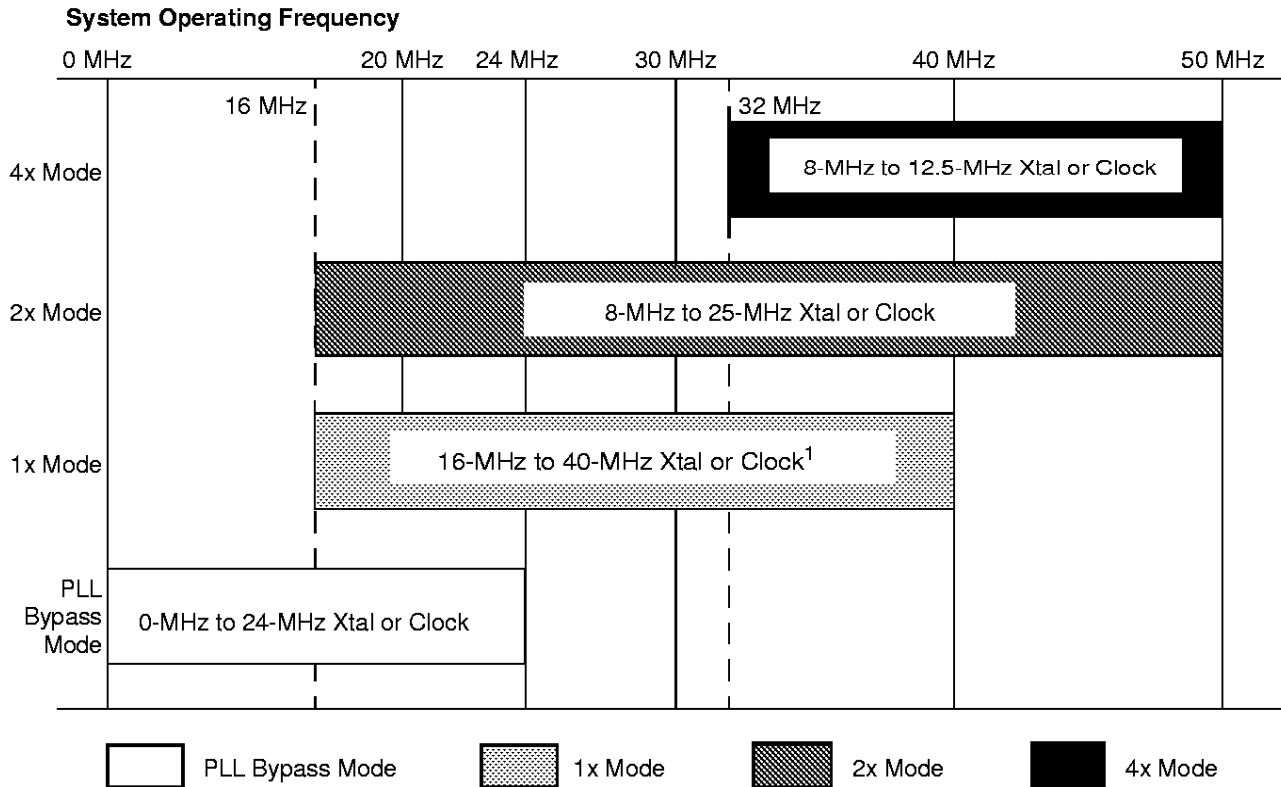 System Operating Frequency
0 MHz 20 MHz 24 MHz 30 MHz 40 MHz 50 MHz
16 MHz 32 MHz
4x Mode 8-MHz to 12.5-MHz Xtal or Clock
2x Mode 8-MHz to 25-MHz Xtal or Clock
1x Mode 16-MHz to 40-MHz Xtal or Clock¹
PLL
Bypass
Mode
0-MHz to 24-MHz Xtal or Clock
PLL Bypass Mode 1x Mode 2x Mode 4x Mode